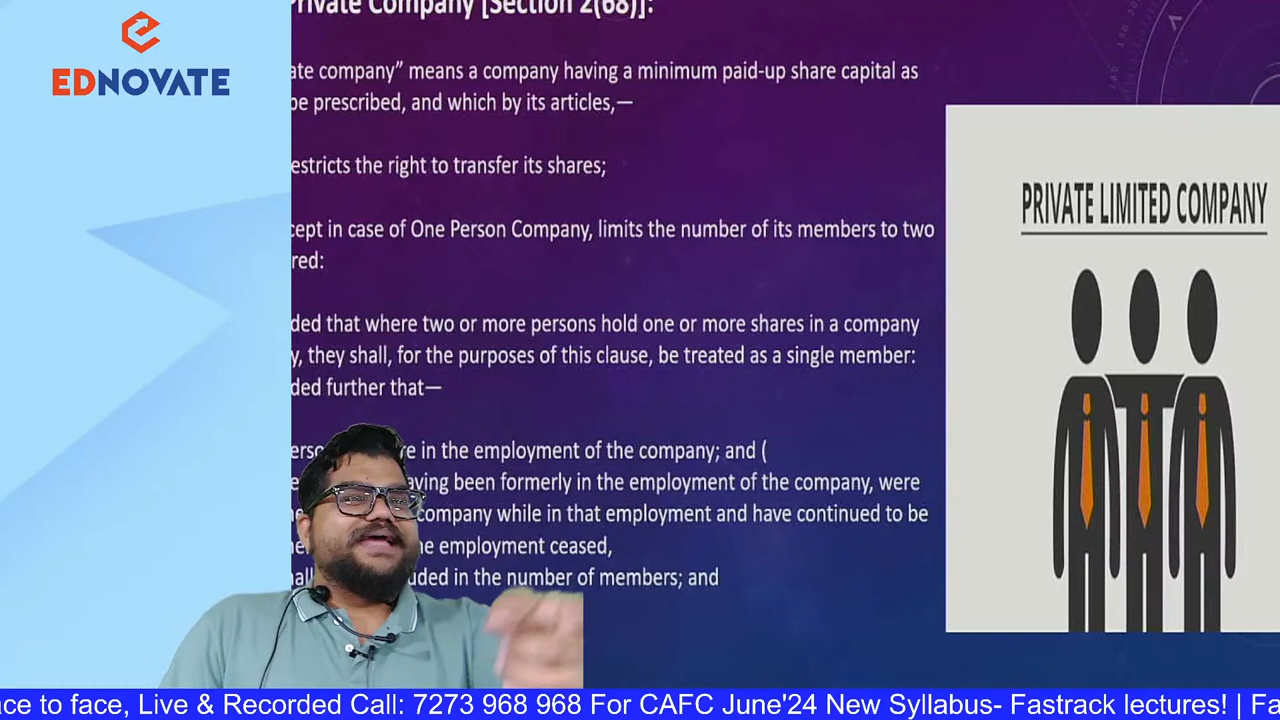 EDNOVATE
Private Company [Section 2(68)]:
ate company” means a company having a minimum paid-up share capital as
be prescribed, and which by its articles,—
estricts the right to transfer its shares;
cept in case of One Person Company, limits the number of its members to two
red:
ded that where two or more persons hold one or more shares in a company
y, they shall, for the purposes of this clause, be treated as a single member:
ded further that—
re in the employment of the company; and (
aving been formerly in the employment of the company, were
company while in that employment and have continued to be
e employment ceased,
uded in the number of members; and
PRIVATE LIMITED COMPANY
ace to face, Live & Recorded Call: 7273 968 968 For CAFC June'24 New Syllabus- Fastrack lectures! | Fa